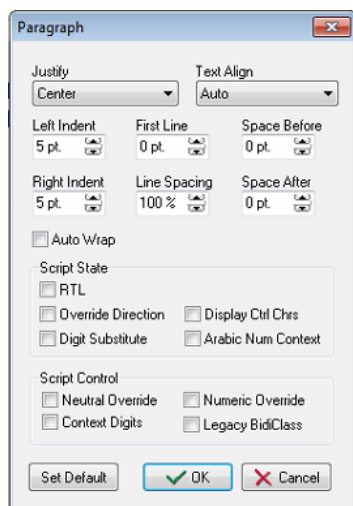 Paragraph
Justify Text Align
Center Auto
Left Indent First Line Space Before
5 pt. 0 pt. 0 pt.
Right Indent Line Spacing Space After
5 pt. 100 % 0 pt.
Auto Wrap
Script State
RTL
Override Direction Display Ctrl Chrs
Digit Substitute Arabic Num Context
Script Control
Neutral Override Numeric Override
Context Digits Legacy BidiClass
Set Default OK Cancel